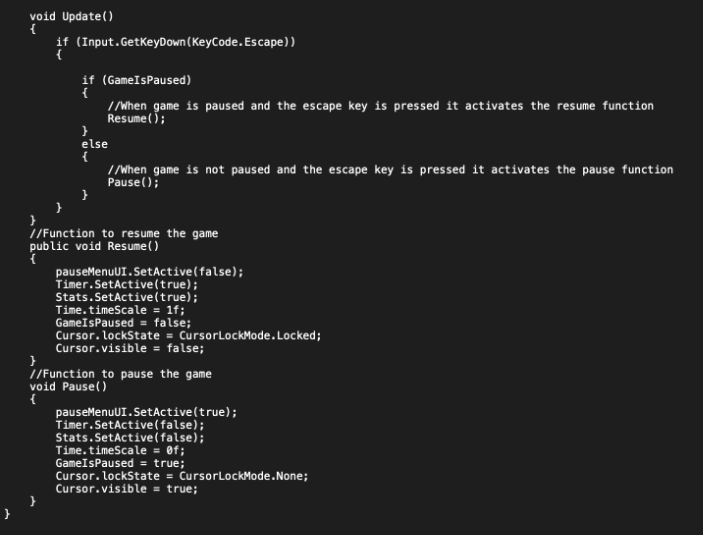 void Update()
{
if (Input.GetKeyDown(KeyCode.Escape))
{
if (GameIsPaused)
{
//When game is paused and the escape key is pressed it activates the resume function
Resume();
}
else
{
//When game is not paused and the escape key is pressed it activates the pause function
Pause();
}
}
}
//Function to resume the game
public void Resume()
{
pauseMenuUI.SetActive(false);
Timer.SetActive(true);
Stats.SetActive(true);
Time.timeScale = 1f;
GameIsPaused = false;
Cursor.lockState = CursorLockMode.Locked;
Cursor.visible = false;
}
//Function to pause the game
void Pause()
{
pauseMenuUI.SetActive(true);
Timer.SetActive(false);
Stats.SetActive(false);
Time.timeScale = 0f;
GameIsPaused = true;
Cursor.lockState = CursorLockMode.None;
Cursor.visible = true;
}
}